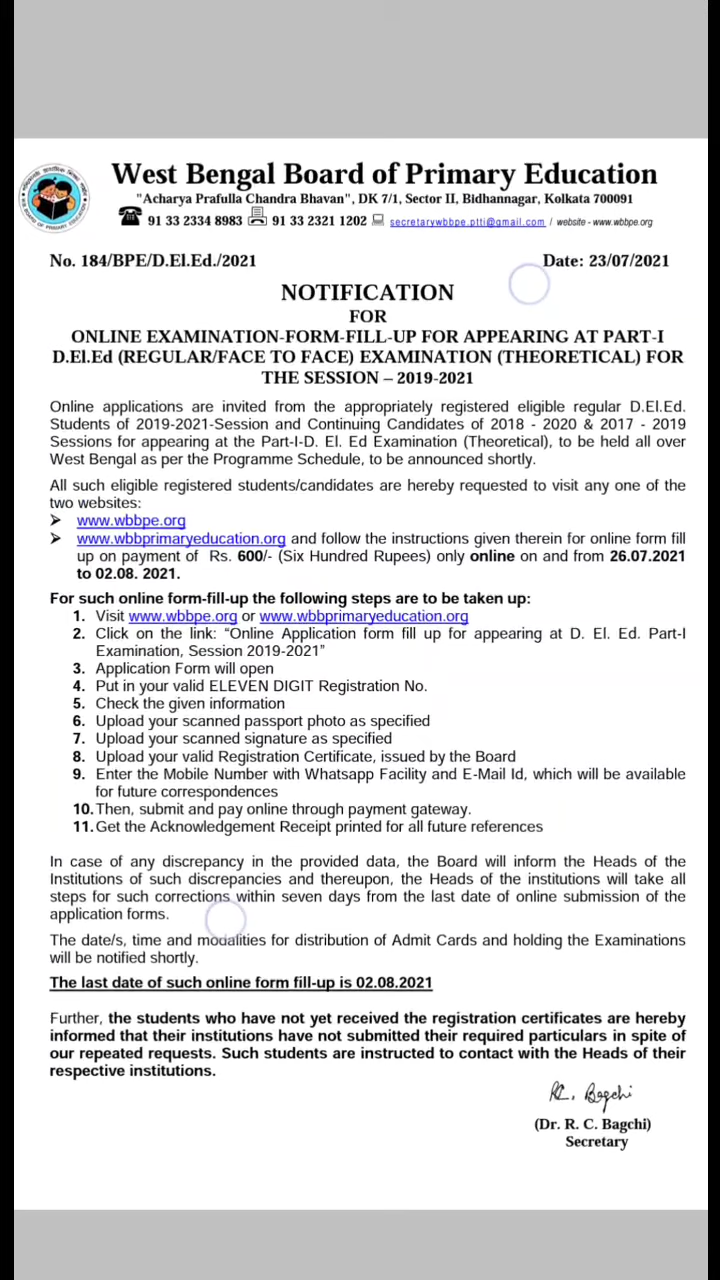 West Bengal Board of Primary Education
"Acharya Prafulla Chandra Bhavan", DK 7/1, Sector II, Bidhannagar, Kolkata 700091
91 33 2334 8983 91 33 2321 1202 secretarywbbpe.ptti@gmail.com / website - www.wbbpe.org
No. 184/BPE/D.El.Ed./2021 Date: 23/07/2021
NOTIFICATION
FOR
ONLINE EXAMINATION-FORM-FILL-UP FOR APPEARING AT PART-I
D.El.Ed (REGULAR/FACE TO FACE) EXAMINATION (THEORETICAL) FOR
THE SESSION – 2019-2021
Online applications are invited from the appropriately registered eligible regular D.El.Ed.
Students of 2019-2021-Session and Continuing Candidates of 2018 - 2020 & 2017 - 2019
Sessions for appearing at the Part-I-D. El. Ed Examination (Theoretical), to be held all over
West Bengal as per the Programme Schedule, to be announced shortly.
All such eligible registered students/candidates are hereby requested to visit any one of the
two websites:
➢ www.wbbpe.org
➢ www.wbbprimaryeducation.org and follow the instructions given therein for online form fill
up on payment of Rs. 600/- (Six Hundred Rupees) only online on and from 26.07.2021
to 02.08. 2021.
For such online form-fill-up the following steps are to be taken up:
1. Visit www.wbbpe.org or www.wbbprimaryeducation.org
2. Click on the link: “Online Application form fill up for appearing at D. El. Ed. Part-I
Examination, Session 2019-2021”
3. Application Form will open
4. Put in your valid ELEVEN DIGIT Registration No.
5. Check the given information
6. Upload your scanned passport photo as specified
7. Upload your scanned signature as specified
8. Upload your valid Registration Certificate, issued by the Board
9. Enter the Mobile Number with Whatsapp Facility and E-Mail Id, which will be available
for future correspondences
10. Then, submit and pay online through payment gateway.
11. Get the Acknowledgement Receipt printed for all future references
In case of any discrepancy in the provided data, the Board will inform the Heads of the
Institutions of such discrepancies and thereupon, the Heads of the institutions will take all
steps for such corrections within seven days from the last date of online submission of the
application forms.
The date/s, time and modalities for distribution of Admit Cards and holding the Examinations
will be notified shortly.
The last date of such online form fill-up is 02.08.2021
Further, the students who have not yet received the registration certificates are hereby
informed that their institutions have not submitted their required particulars in spite of
our repeated requests. Such students are instructed to contact with the Heads of their
respective institutions.
R.C. Bagchi
(Dr. R. C. Bagchi)
Secretary